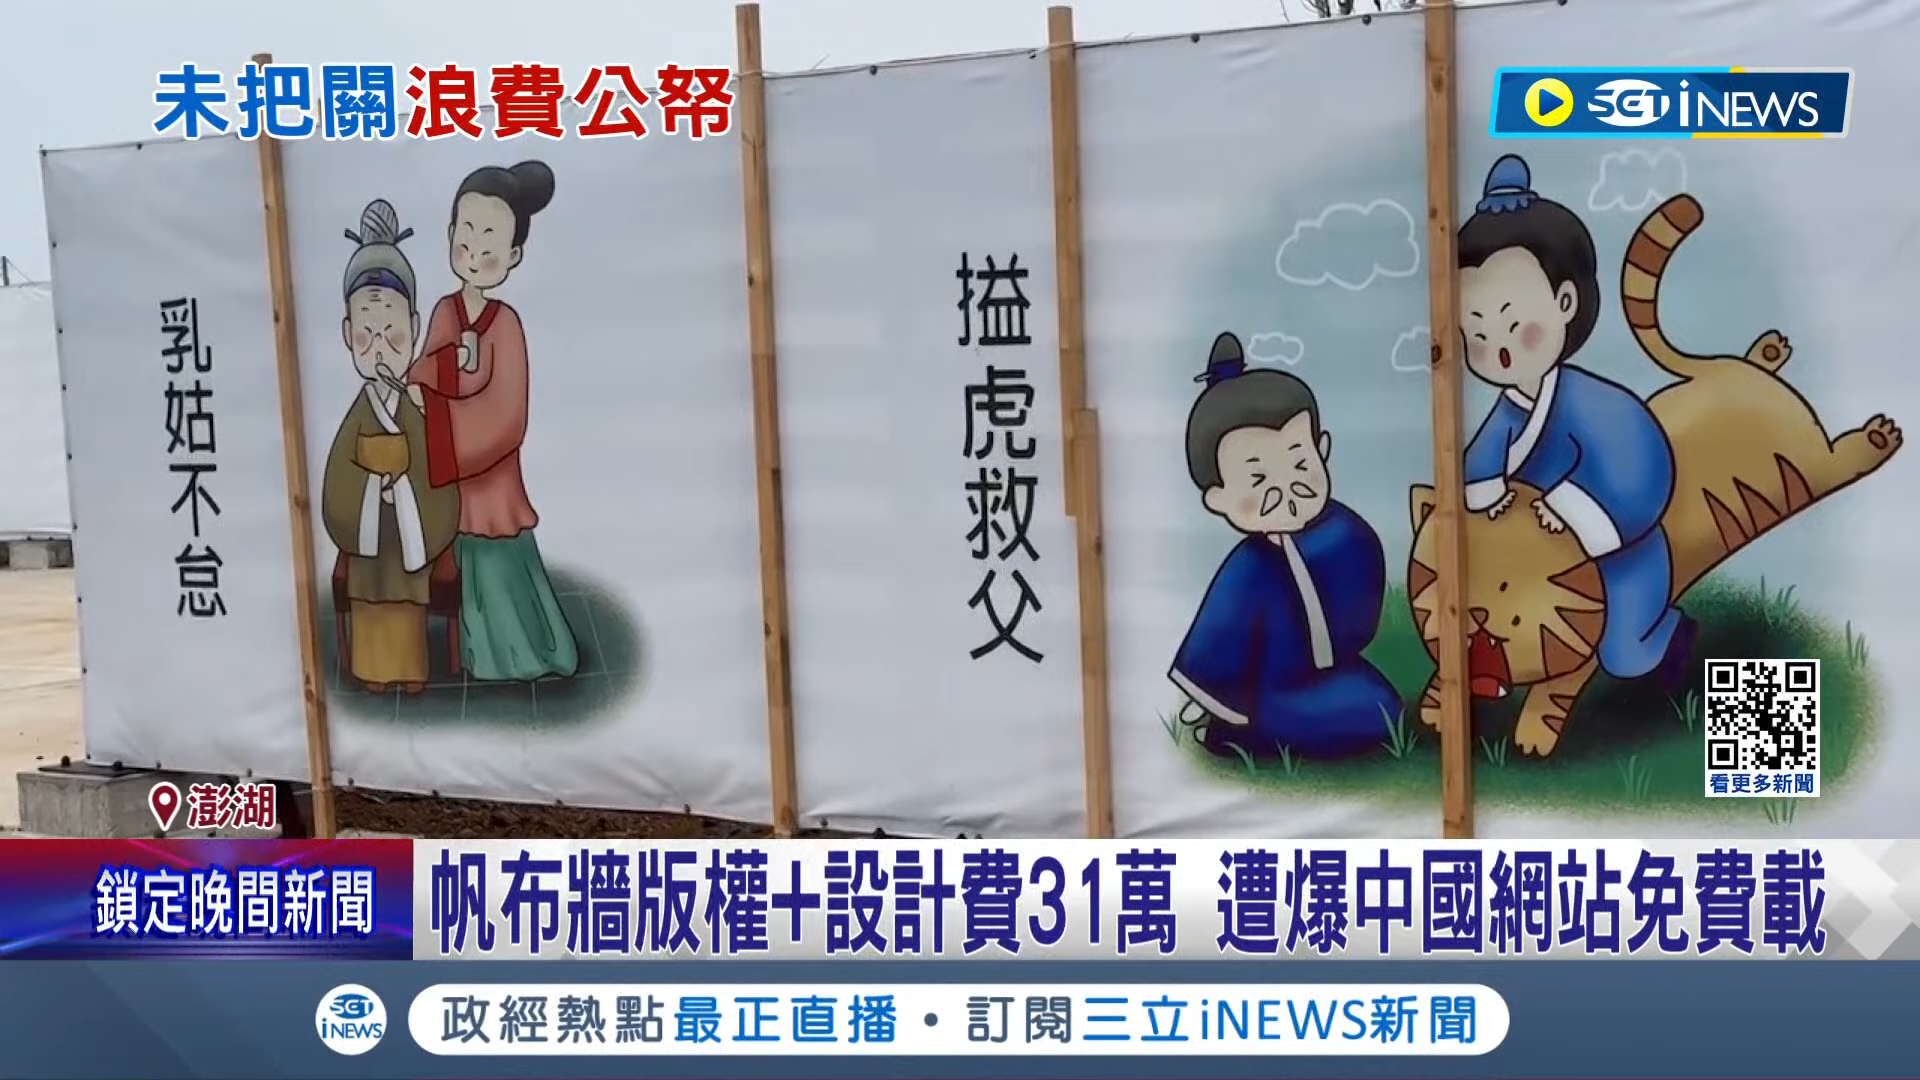 未把關浪費公帑
SET iNEWS
乳姑不怠
搤虎救父
看更多新聞
澎湖
鎖定晚間新聞
帆布牆版權+設計費31萬 遭爆中國網站免費載
SET iNEWS
政經熱點最正直播・訂閱三立iNEWS新聞